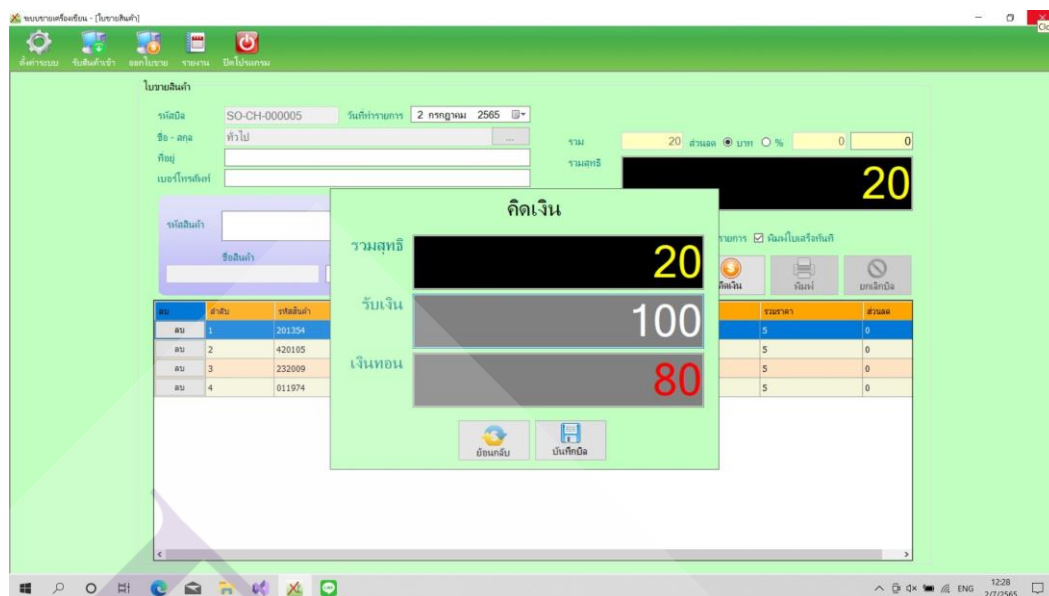 ระบบขายเครื่องเขียน - [ใบขายสินค้า]
ตั้งค่าระบบ รับสินค้าเข้า ออกใบขาย รายงาน ปิดโปรแกรม
ใบขายสินค้า
รหัสบิล SO-CH-000005 วันที่ทำรายการ 2 กรกฎาคม 2565
ชื่อ - สกุล ทั่วไป ...
ที่อยู่
เบอร์โทรศัพท์
รวม 20 ส่วนลด บาท % 0 0
รวมสุทธิ 20
รหัสสินค้า
ชื่อสินค้า
รายการ พิมพ์ใบเสร็จทันที
คิดเงิน พิมพ์ ยกเลิกบิล
คิดเงิน
รวมสุทธิ 20
รับเงิน 100
เงินทอน 80
ย้อนกลับ บันทึกบิล
ลบ ลำดับ รหัสสินค้า รวมราคา ส่วนลด
ลบ 1 201354 5 0
ลบ 2 420105 5 0
ลบ 3 232009 5 0
ลบ 4 011974 5 0
ENG 12:28
2/7/2565